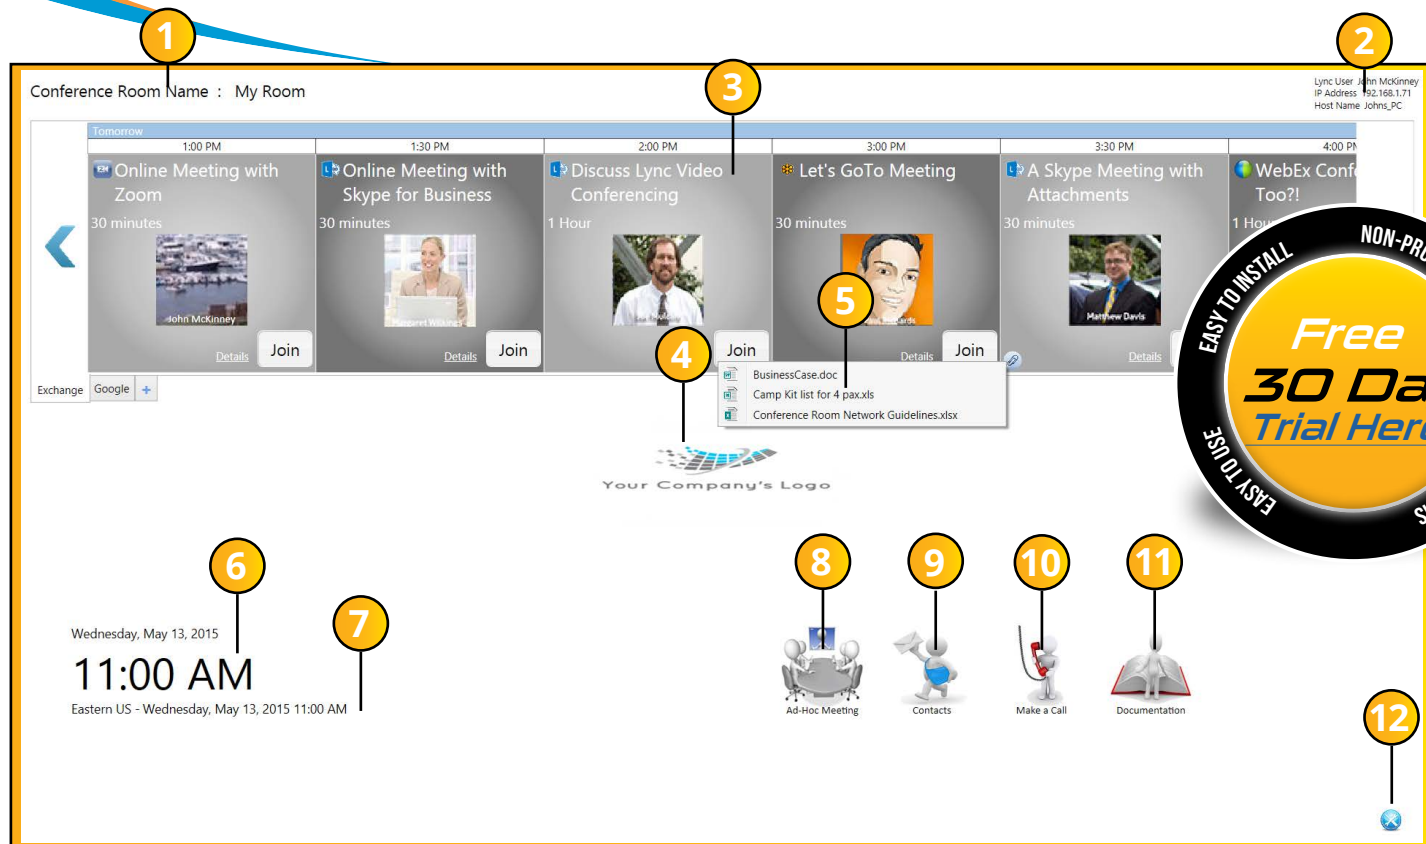 1
2
Conference Room Name : My Room
Lync User John McKinney
IP Address 192.168.1.71
Host Name Johns_PC
3
Tomorrow
1:00 PM
1:30 PM
2:00 PM
3:00 PM
3:30 PM
4:00 PM
Online Meeting with
Zoom
30 minutes
John McKinney
Details
Join
Online Meeting with
Skype for Business
30 minutes
Margaret Wilkines
Details
Join
Discuss Lync Video
Conferencing
1 Hour
Join
Let's GoTo Meeting
30 minutes
Details
Join
A Skype Meeting with
Attachments
30 minutes
Matthew Davis
Details
WebEx Conf
Too?!
1 Hour
4
5
BusinessCase.doc
Camp Kit list for 4 pax.xls
Conference Room Network Guidelines.xlsx
Exchange
Google
+
EASY TO INSTALL
NON-PRO
EASY TO USE
Free
30 Da
Trial Here
Your Company's Logo
6
7
8
9
10
11
Wednesday, May 13, 2015
11:00 AM
Eastern US - Wednesday, May 13, 2015 11:00 AM
Ad-Hoc Meeting
Contacts
Make a Call
Documentation
12